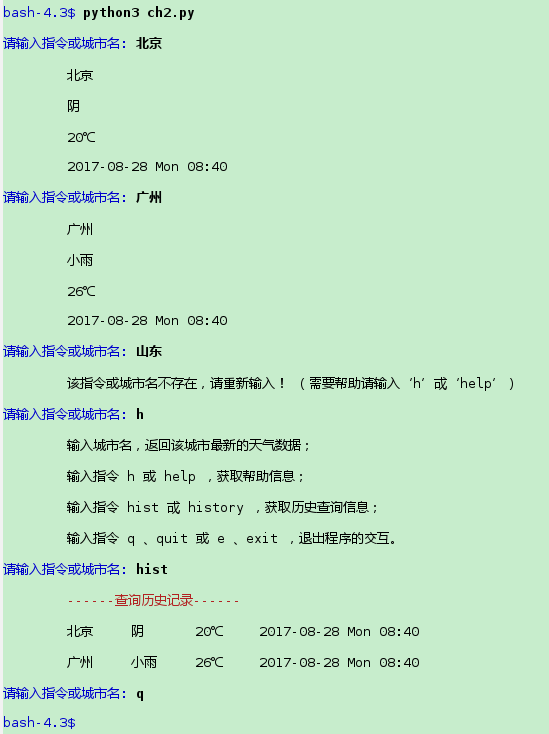 bash-4.3$ python3 ch2.py
请输入指令或城市名: 北京
北京
阴
20℃
2017-08-28 Mon 08:40
请输入指令或城市名: 广州
广州
小雨
26℃
2017-08-28 Mon 08:40
请输入指令或城市名: 山东
该指令或城市名不存在，请重新输入！ （需要帮助请输入‘h’或‘help’）
请输入指令或城市名: h
输入城市名，返回该城市最新的天气数据；
输入指令 h 或 help ，获取帮助信息；
输入指令 hist 或 history ，获取历史查询信息；
输入指令 q 、quit 或 e 、exit ，退出程序的交互。
请输入指令或城市名: hist
------查询历史记录------
北京 阴 20℃ 2017-08-28 Mon 08:40
广州 小雨 26℃ 2017-08-28 Mon 08:40
请输入指令或城市名: q
bash-4.3$